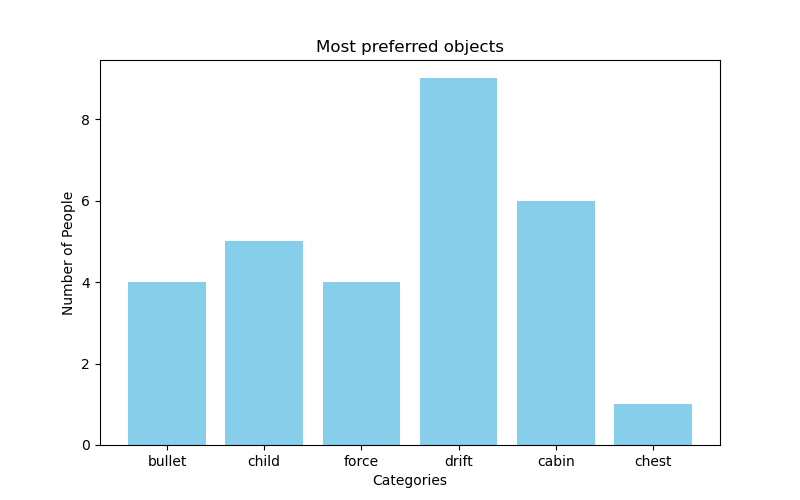 Most preferred objects
Number of People
8
6
4
2
0
bullet child force drift cabin chest
Categories